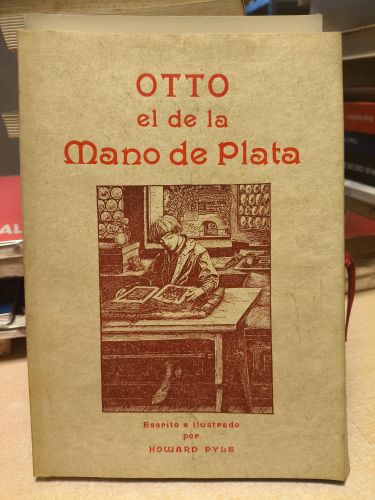 OTTO
el de la
Mano de Plata
Escrito e ilustrado
por
HOWARD PYLE